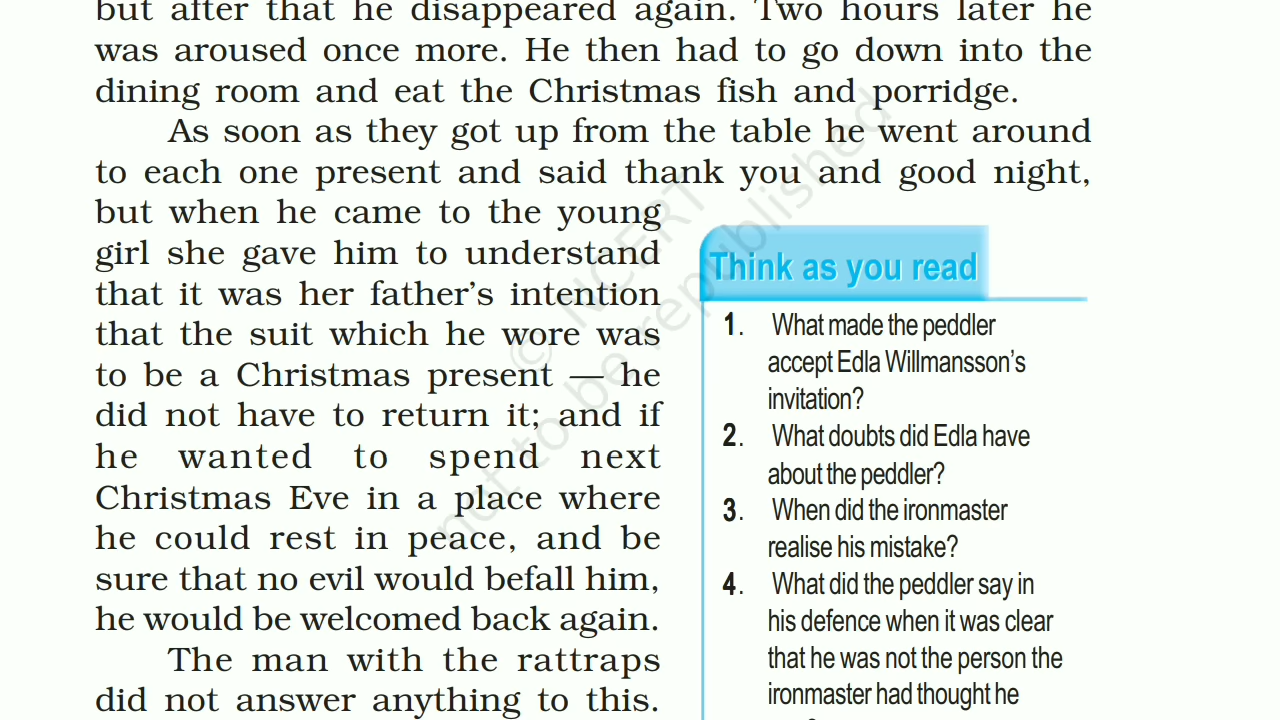 but after that he disappeared again. Two hours later he
was aroused once more. He then had to go down into the
dining room and eat the Christmas fish and porridge.
As soon as they got up from the table he went around
to each one present and said thank you and good night,
but when he came to the young
girl she gave him to understand
that it was her father's intention
that the suit which he wore was
to be a Christmas present — he
did not have to return it; and if
he wanted to spend next
Christmas Eve in a place where
he could rest in peace, and be
sure that no evil would befall him,
he would be welcomed back again.
The man with the rattraps
did not answer anything to this.
Think as you read
1. What made the peddler
accept Edla Willmansson's
invitation?
2. What doubts did Edla have
about the peddler?
3. When did the ironmaster
realise his mistake?
4. What did the peddler say in
his defence when it was clear
that he was not the person the
ironmaster had thought he
© NCERT
not to be republished